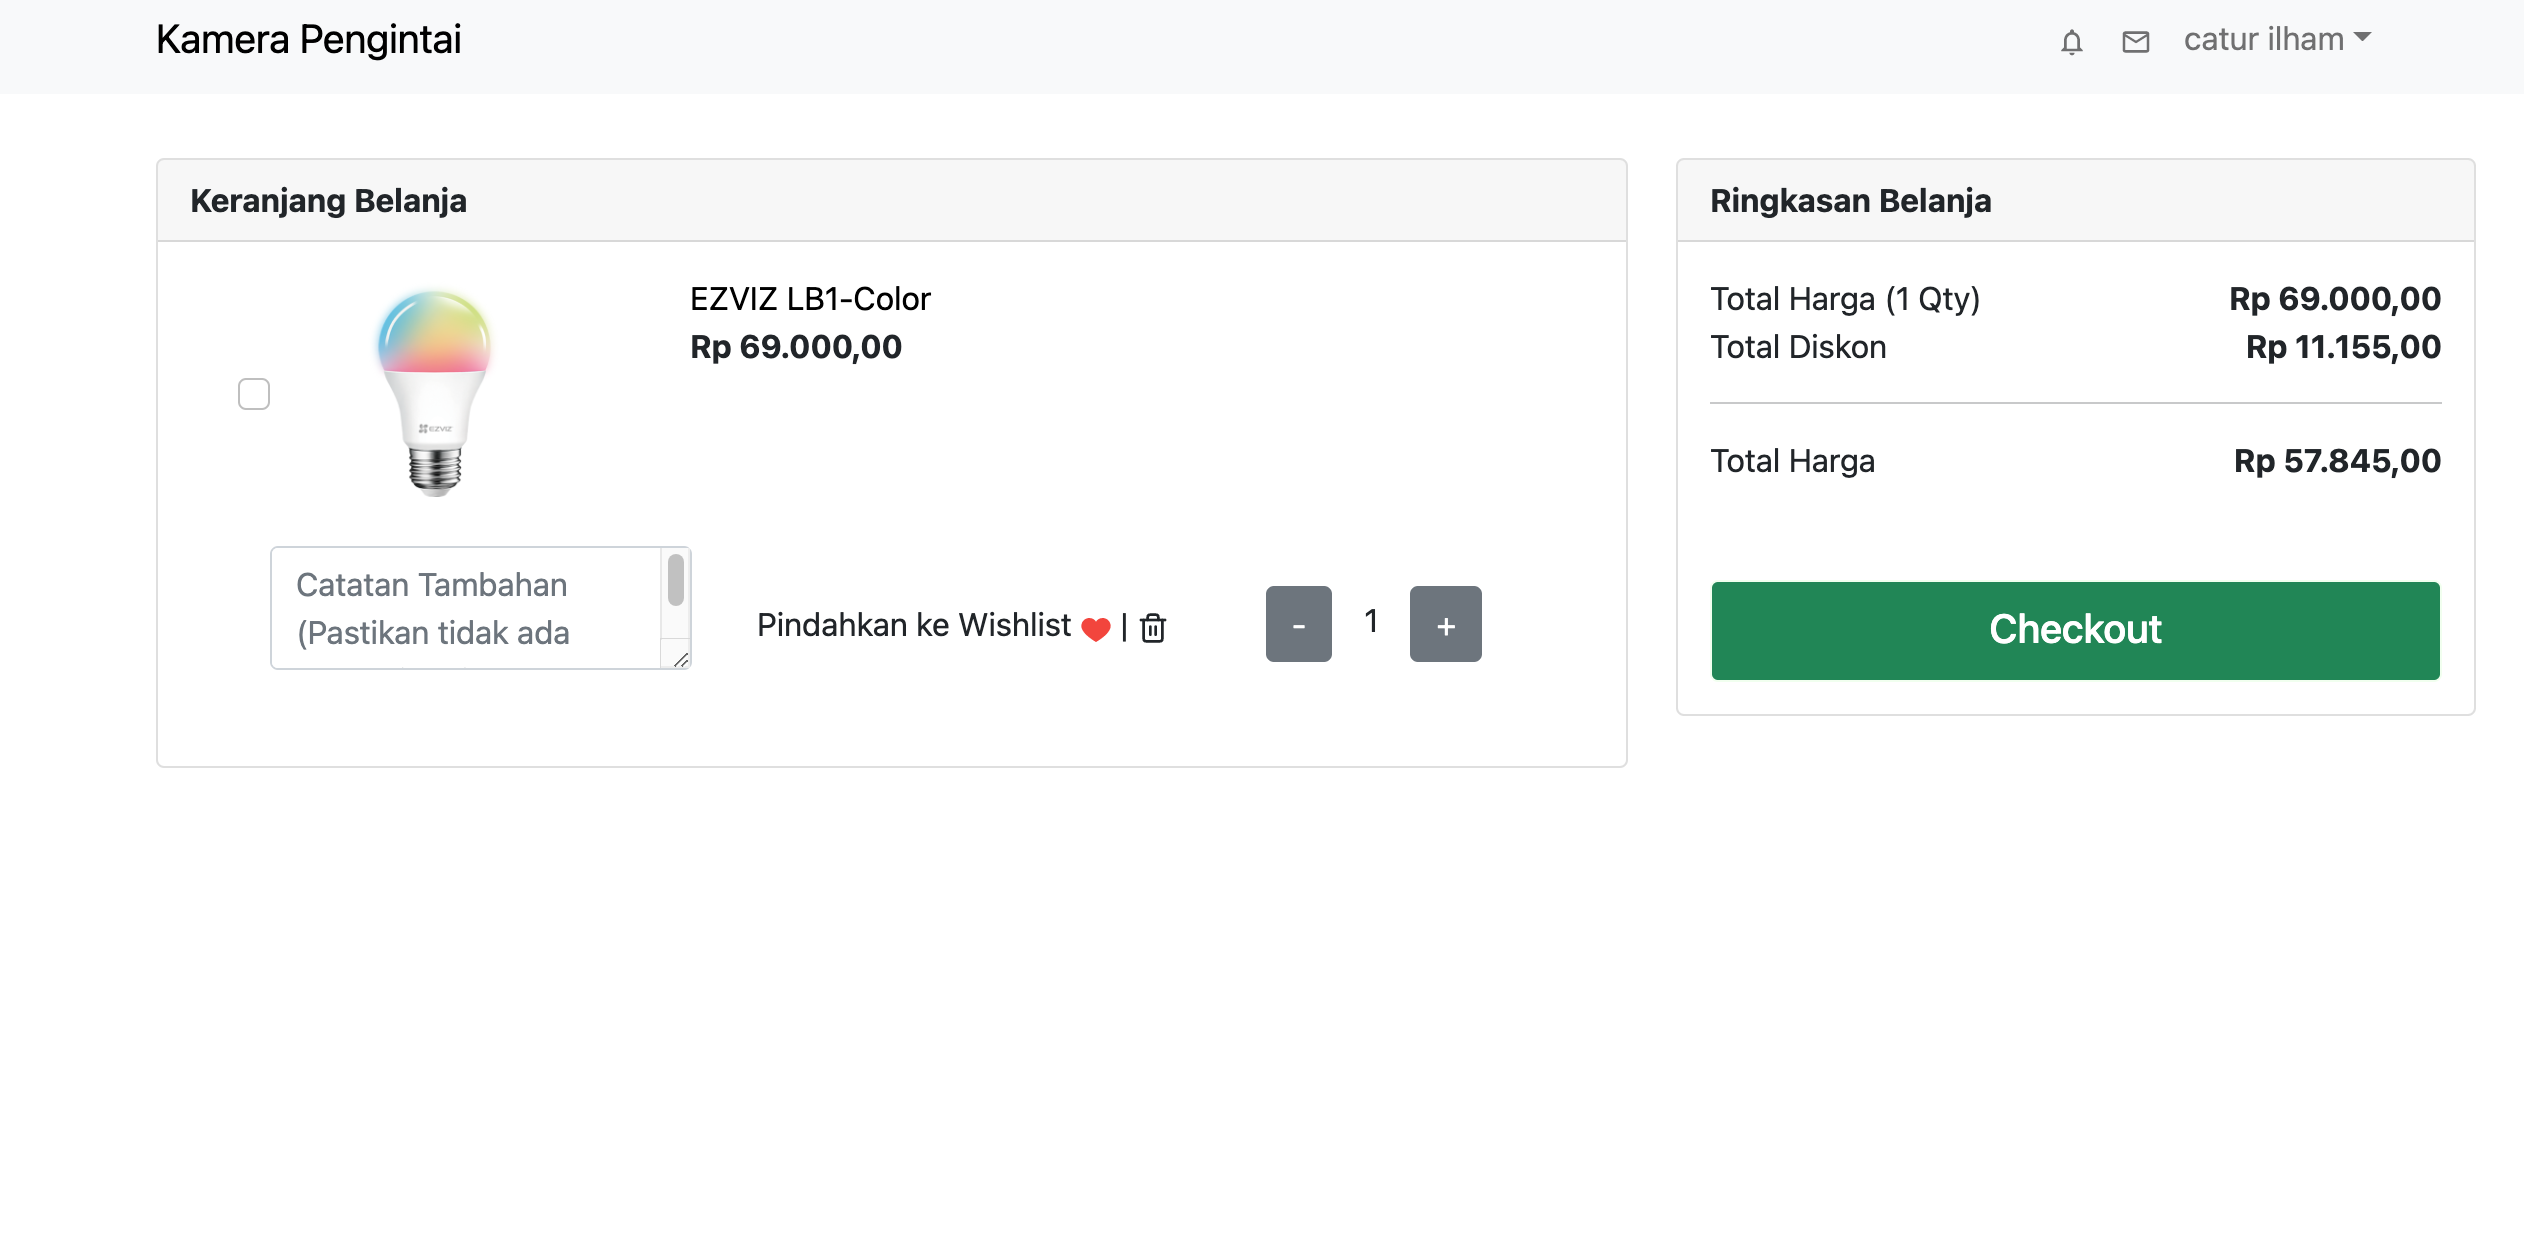 Kamera Pengintai
catur ilham
Keranjang Belanja
EZVIZ LB1-Color
Rp 69.000,00
EZVIZ
Catatan Tambahan
(Pastikan tidak ada
Pindahkan ke Wishlist |
- 1 +
Ringkasan Belanja
Total Harga (1 Qty) Rp 69.000,00
Total Diskon Rp 11.155,00
Total Harga Rp 57.845,00
Checkout